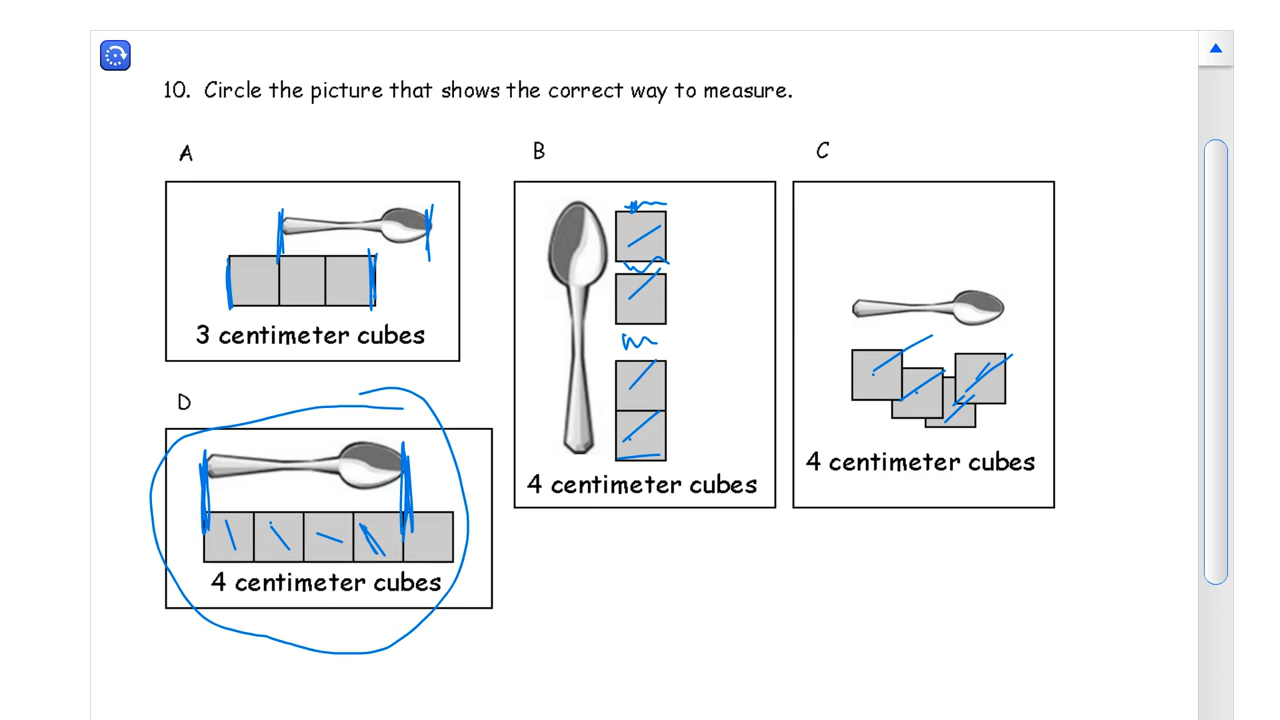 10. Circle the picture that shows the correct way to measure.
A
3 centimeter cubes
B
4 centimeter cubes
C
4 centimeter cubes
D
4 centimeter cubes